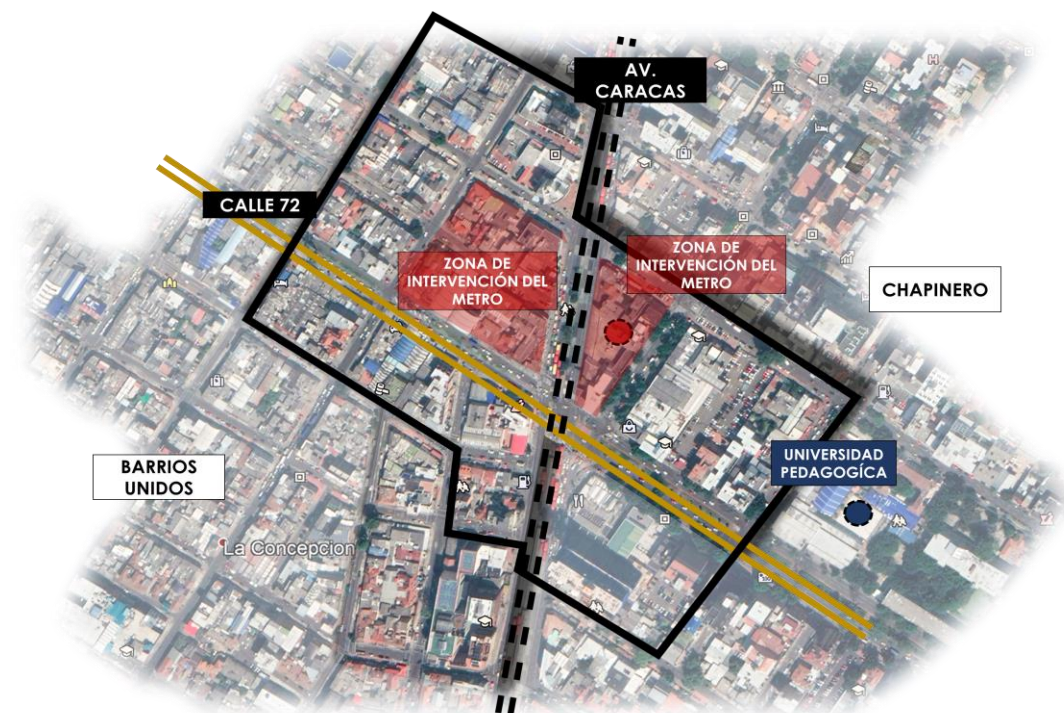 AV.
CARACAS
CALLE 72
ZONA DE
INTERVENCIÓN DEL
METRO
ZONA DE
INTERVENCIÓN DEL
METRO
CHAPINERO
UNIVERSIDAD
PEDAGOGÍCA
BARRIOS
UNIDOS
La Concepcion